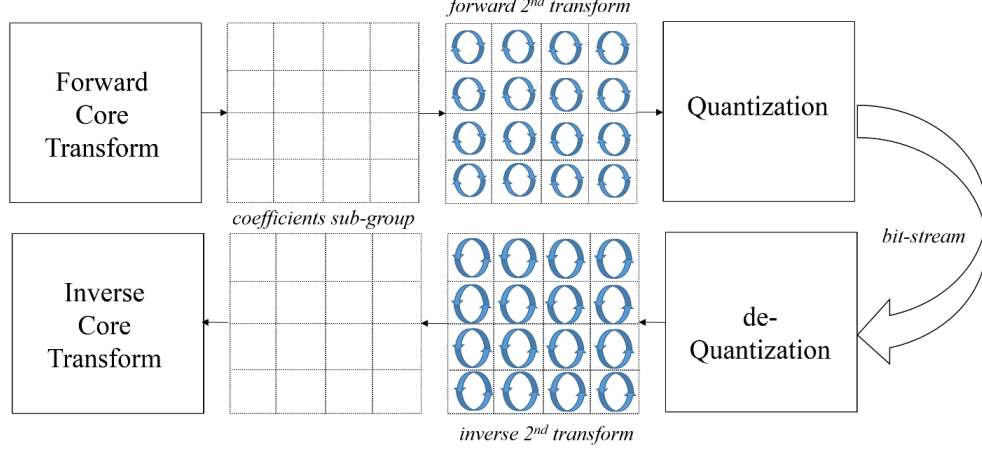 forward 2nd transform
Forward
Core
Transform
Quantization
coefficients sub-group
bit-stream
Inverse
Core
Transform
de-
Quantization
inverse 2nd transform